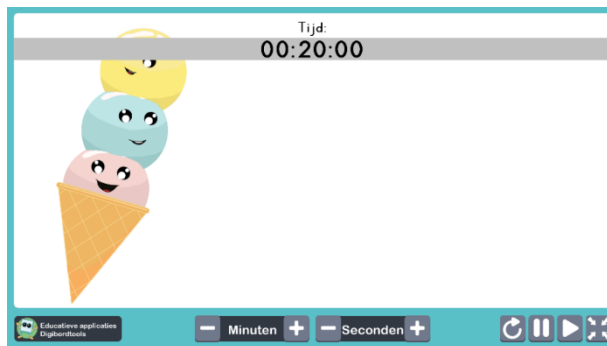 Tijd:
00:20:00
Educatieve applicaties
Digibordtools
Minuten
Seconden